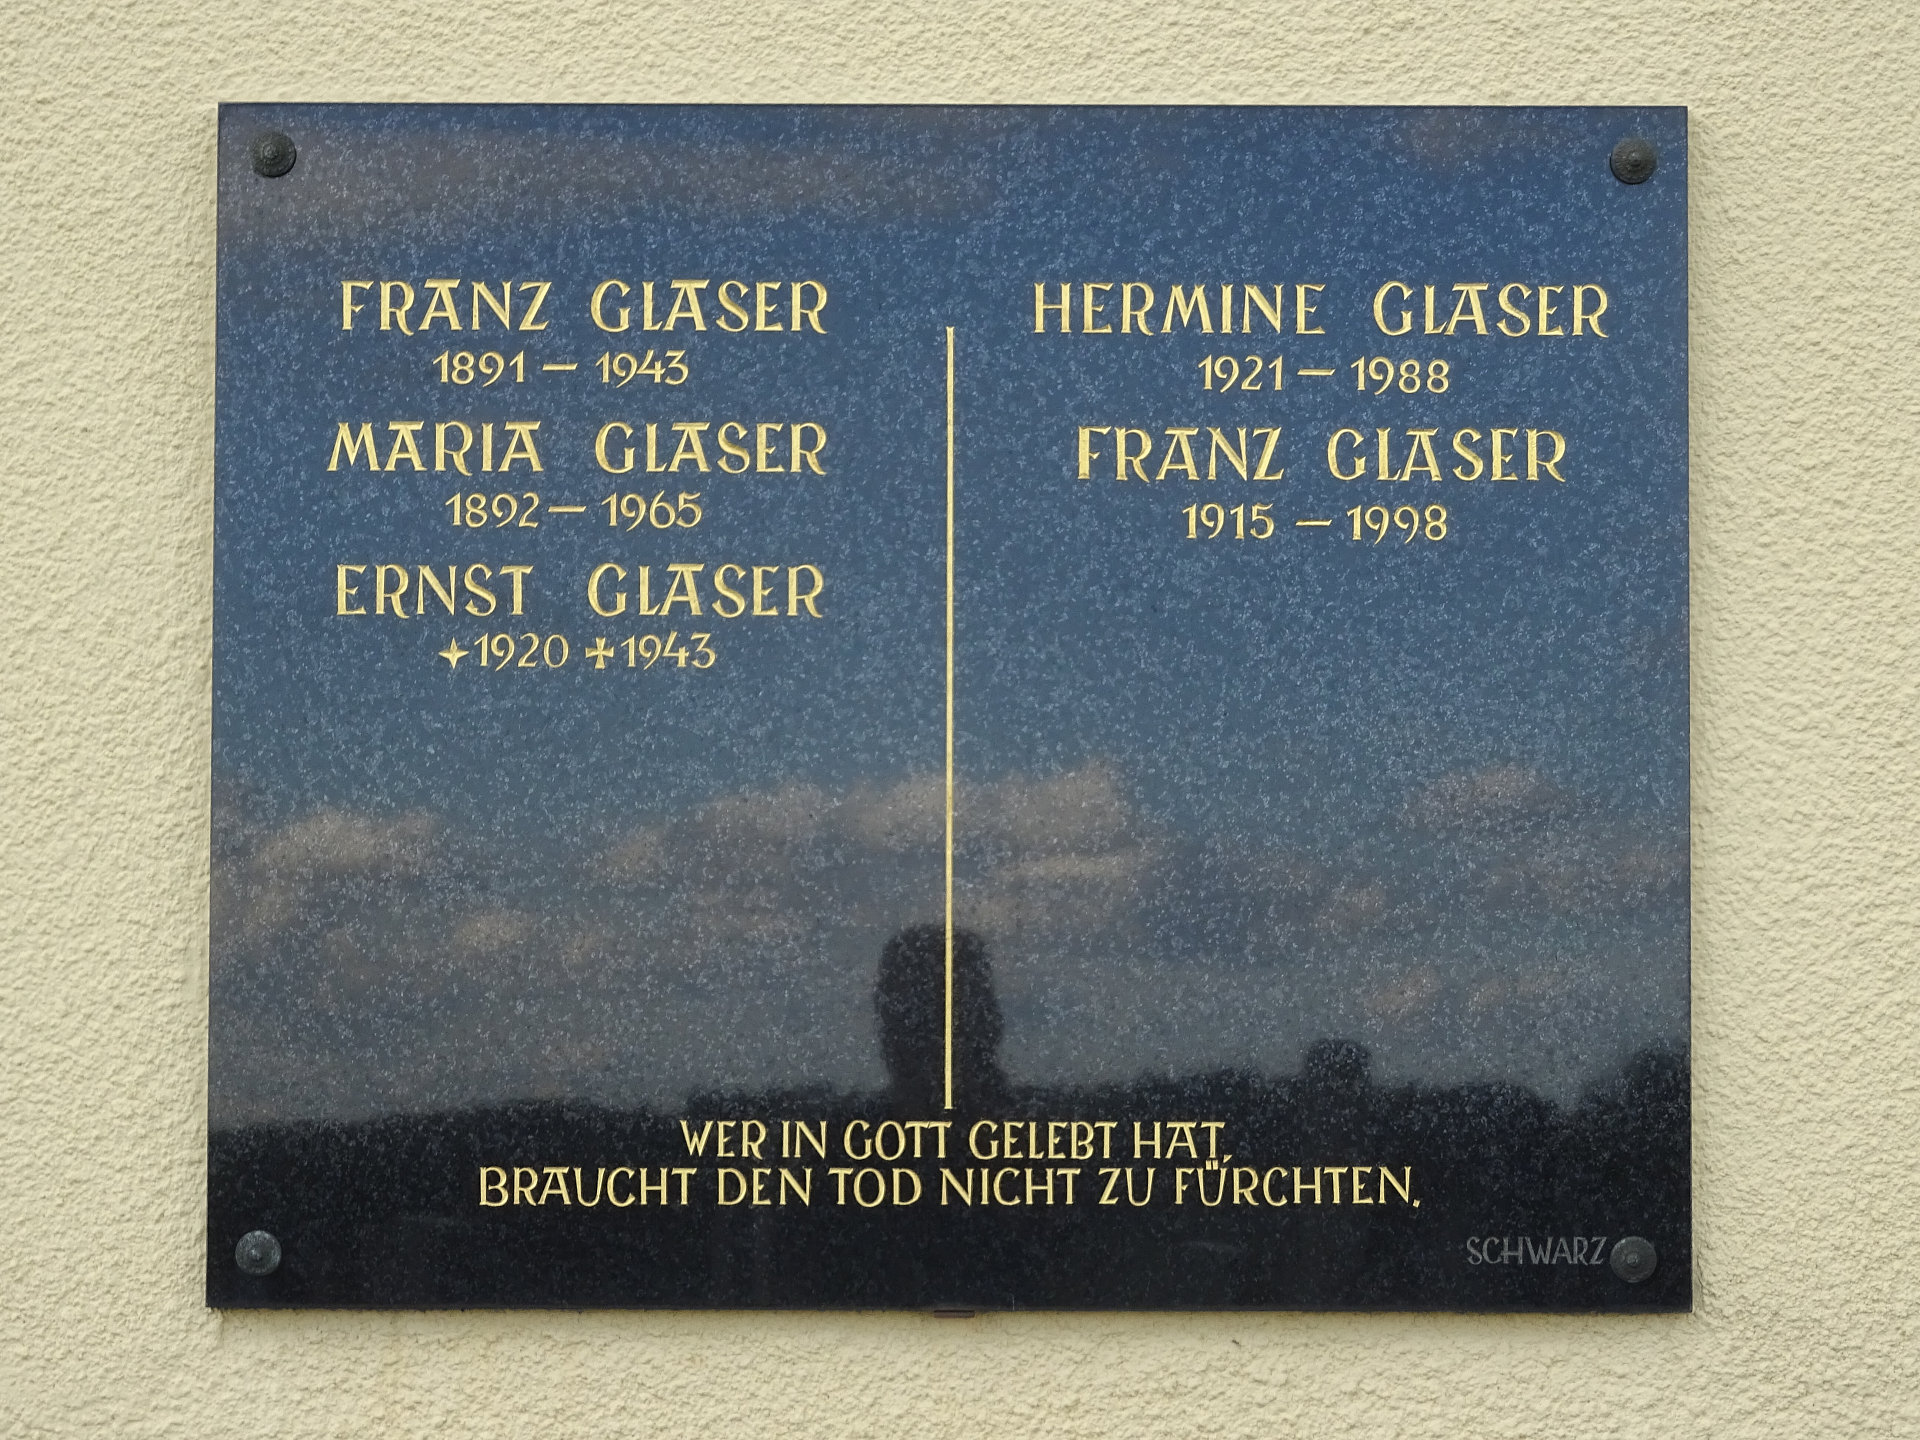 FRANZ GLASER
1891 – 1943
MARIA GLASER
1892 – 1965
ERNST GLASER
✦1920 ✠1943
HERMINE GLASER
1921 – 1988
FRANZ GLASER
1915 – 1998
WER IN GOTT GELEBT HAT,
BRAUCHT DEN TOD NICHT ZU FÜRCHTEN.
SCHWARZ